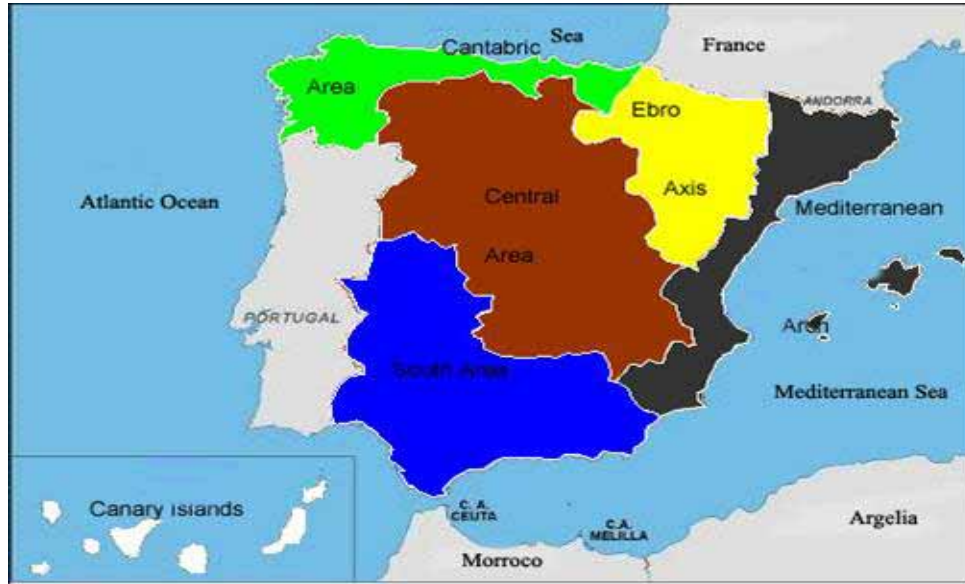 Sea
Cantabric
France
Area
ANDORRA
Ebro
Axis
Central
Atlantic Ocean
Mediterranean
Area
PORTUGAL
Arch
South Area
Mediterranean Sea
Canary islands
C. A.
CEUTA
C.A.
MELILLA
Argelia
Morroco